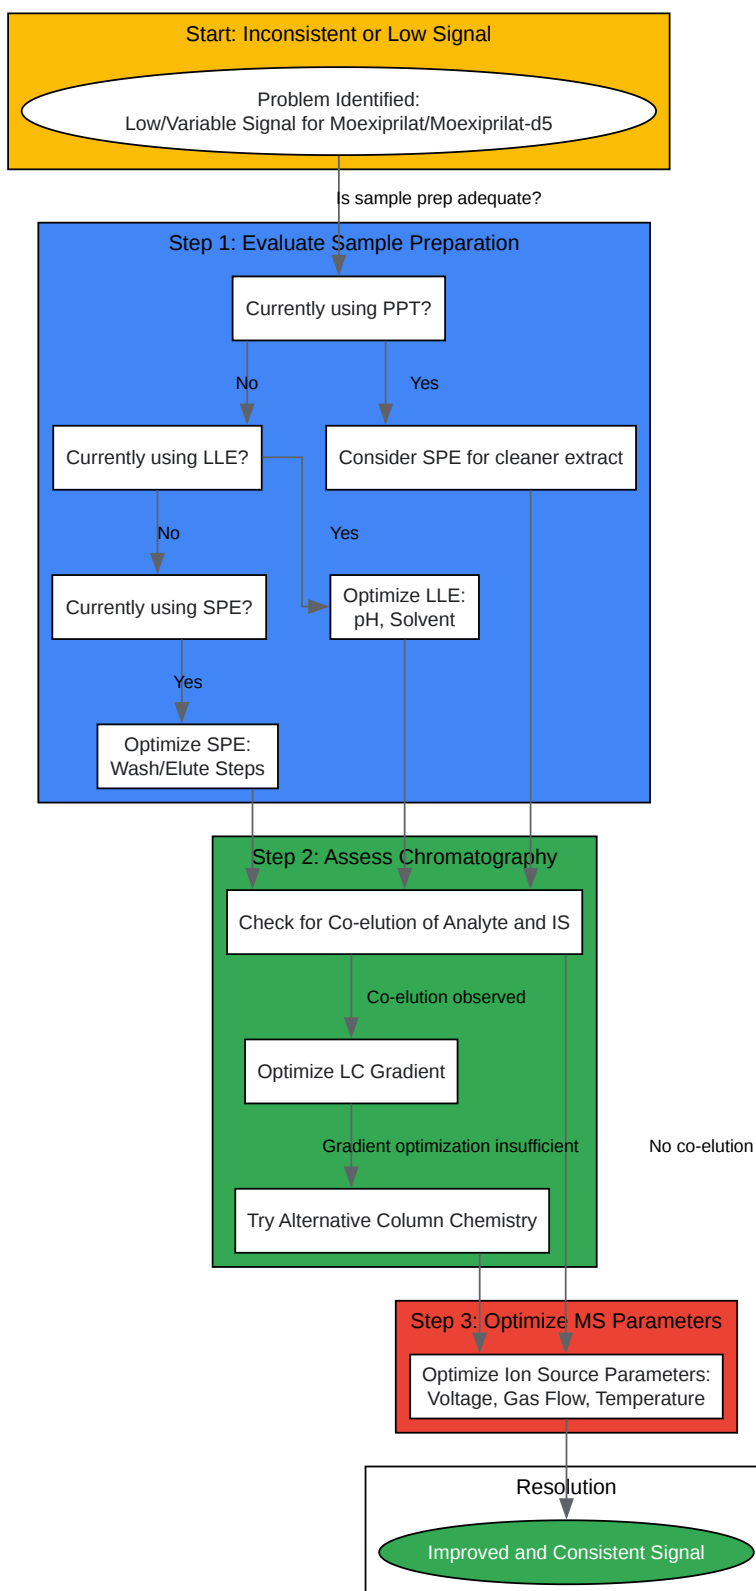 Start: Inconsistent or Low Signal
Problem Identified:
Low/Variable Signal for Moexiprilat/Moexiprilat-d5
Is sample prep adequate?
Step 1: Evaluate Sample Preparation
Currently using PPT?
No
Yes
Currently using LLE?
Consider SPE for cleaner extract
No
Yes
Currently using SPE?
Optimize LLE:
pH, Solvent
Yes
Optimize SPE:
Wash/Elute Steps
Step 2: Assess Chromatography
Check for Co-elution of Analyte and IS
Co-elution observed
Optimize LC Gradient
Gradient optimization insufficient
No co-elution
Try Alternative Column Chemistry
Step 3: Optimize MS Parameters
Optimize Ion Source Parameters:
Voltage, Gas Flow, Temperature
Resolution
Improved and Consistent Signal